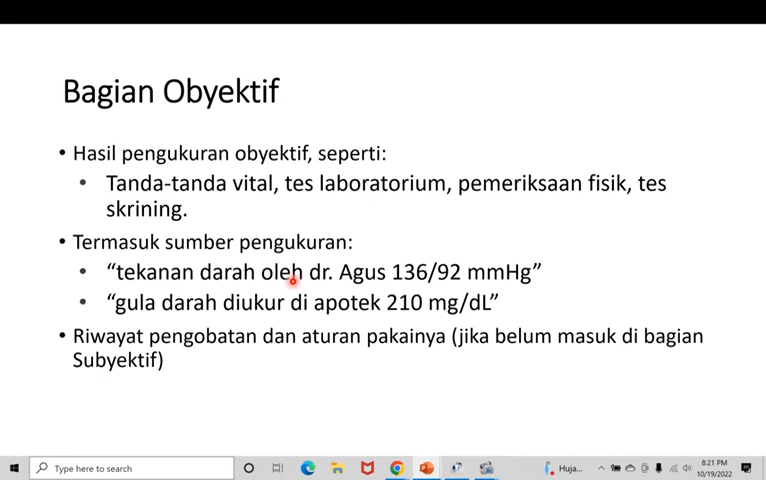 Bagian Obyektif
• Hasil pengukuran obyektif, seperti:
• Tanda-tanda vital, tes laboratorium, pemeriksaan fisik, tes
skrining.
• Termasuk sumber pengukuran:
• “tekanan darah oleh dr. Agus 136/92 mmHg”
• “gula darah diukur di apotek 210 mg/dL”
• Riwayat pengobatan dan aturan pakainya (jika belum masuk di bagian
Subyektif)
Type here to search
Huja...
8:21 PM
10/19/2022